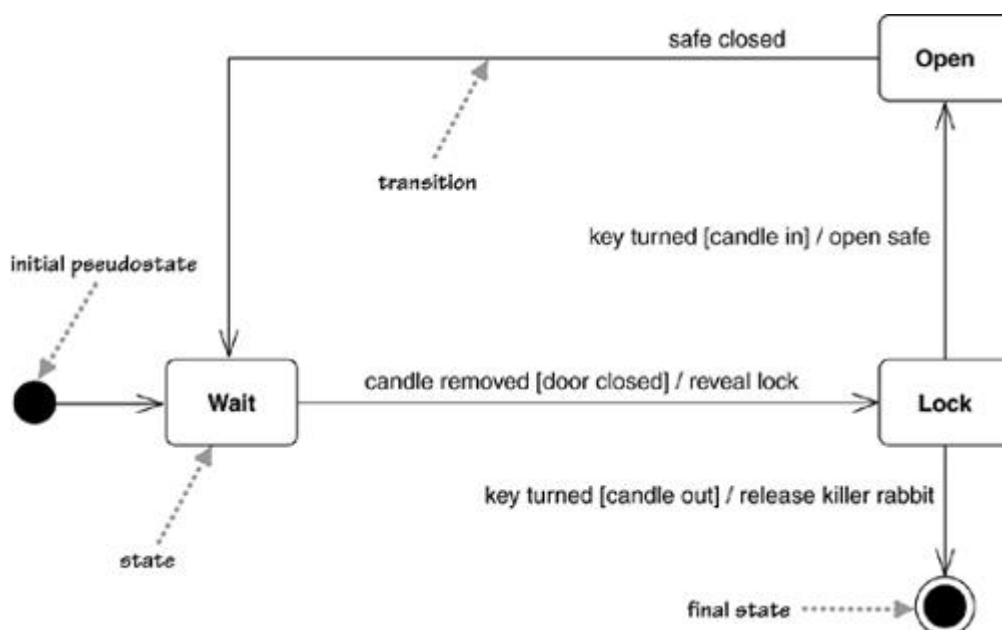 safe closed
Open
transition
key turned [candle in] / open safe
initial pseudostate
candle removed [door closed] / reveal lock
Wait
Lock
key turned [candle out] / release killer rabbit
state
final state